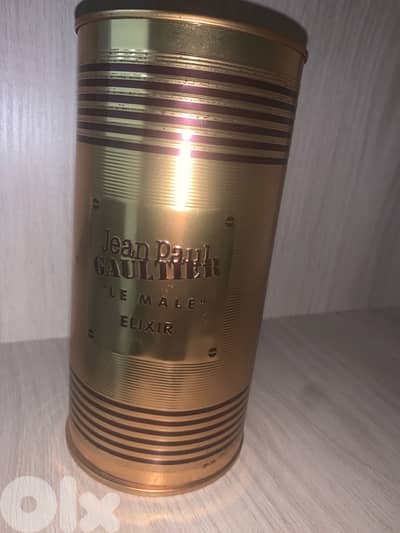 Jean Paul
GAULTIER
"LE MALE"
ELIXIR
Olx